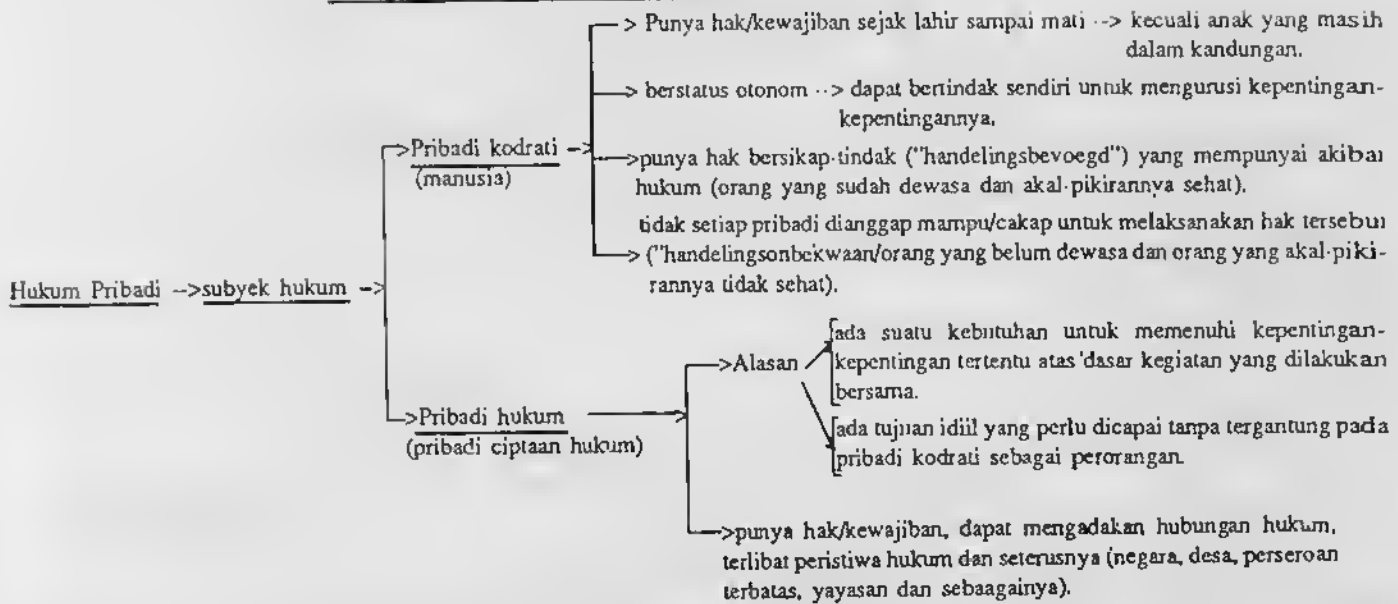 -> Punya hak/kewajiban sejak lahir sampai mati --> kecuali anak yang masih
dalam kandungan.
-> berstatus otonom --> dapat bertindak sendiri untuk mengurusi kepentingan-
kepentingannya.
->Pribadi kodrati ->
(manusia)
->punya hak bersikap-tindak ("handelingsbevoegd") yang mempunyai akibat
hukum (orang yang sudah dewasa dan akal-pikirannya sehat).
tidak setiap pribadi dianggap mampu/cakap untuk melaksanakan hak tersebut
-> ("handelingsonbekwaan/orang yang belum dewasa dan orang yang akal-piki-
rannya tidak sehat).
Hukum Pribadi ->subyek hukum ->
->Alasan
ada suatu kebutuhan untuk memenuhi kepentingan-
kepentingan tertentu atas dasar kegiatan yang dilakukan
bersama.
->Pribadi hukum
(pribadi ciptaan hukum)
ada tujuan idiil yang perlu dicapai tanpa tergantung pada
pribadi kodrati sebagai perorangan.
->punya hak/kewajiban, dapat mengadakan hubungan hukum,
terlibat peristiwa hukum dan seterusnya (negara, desa, perseroan
terbatas, yayasan dan sebaagainya).